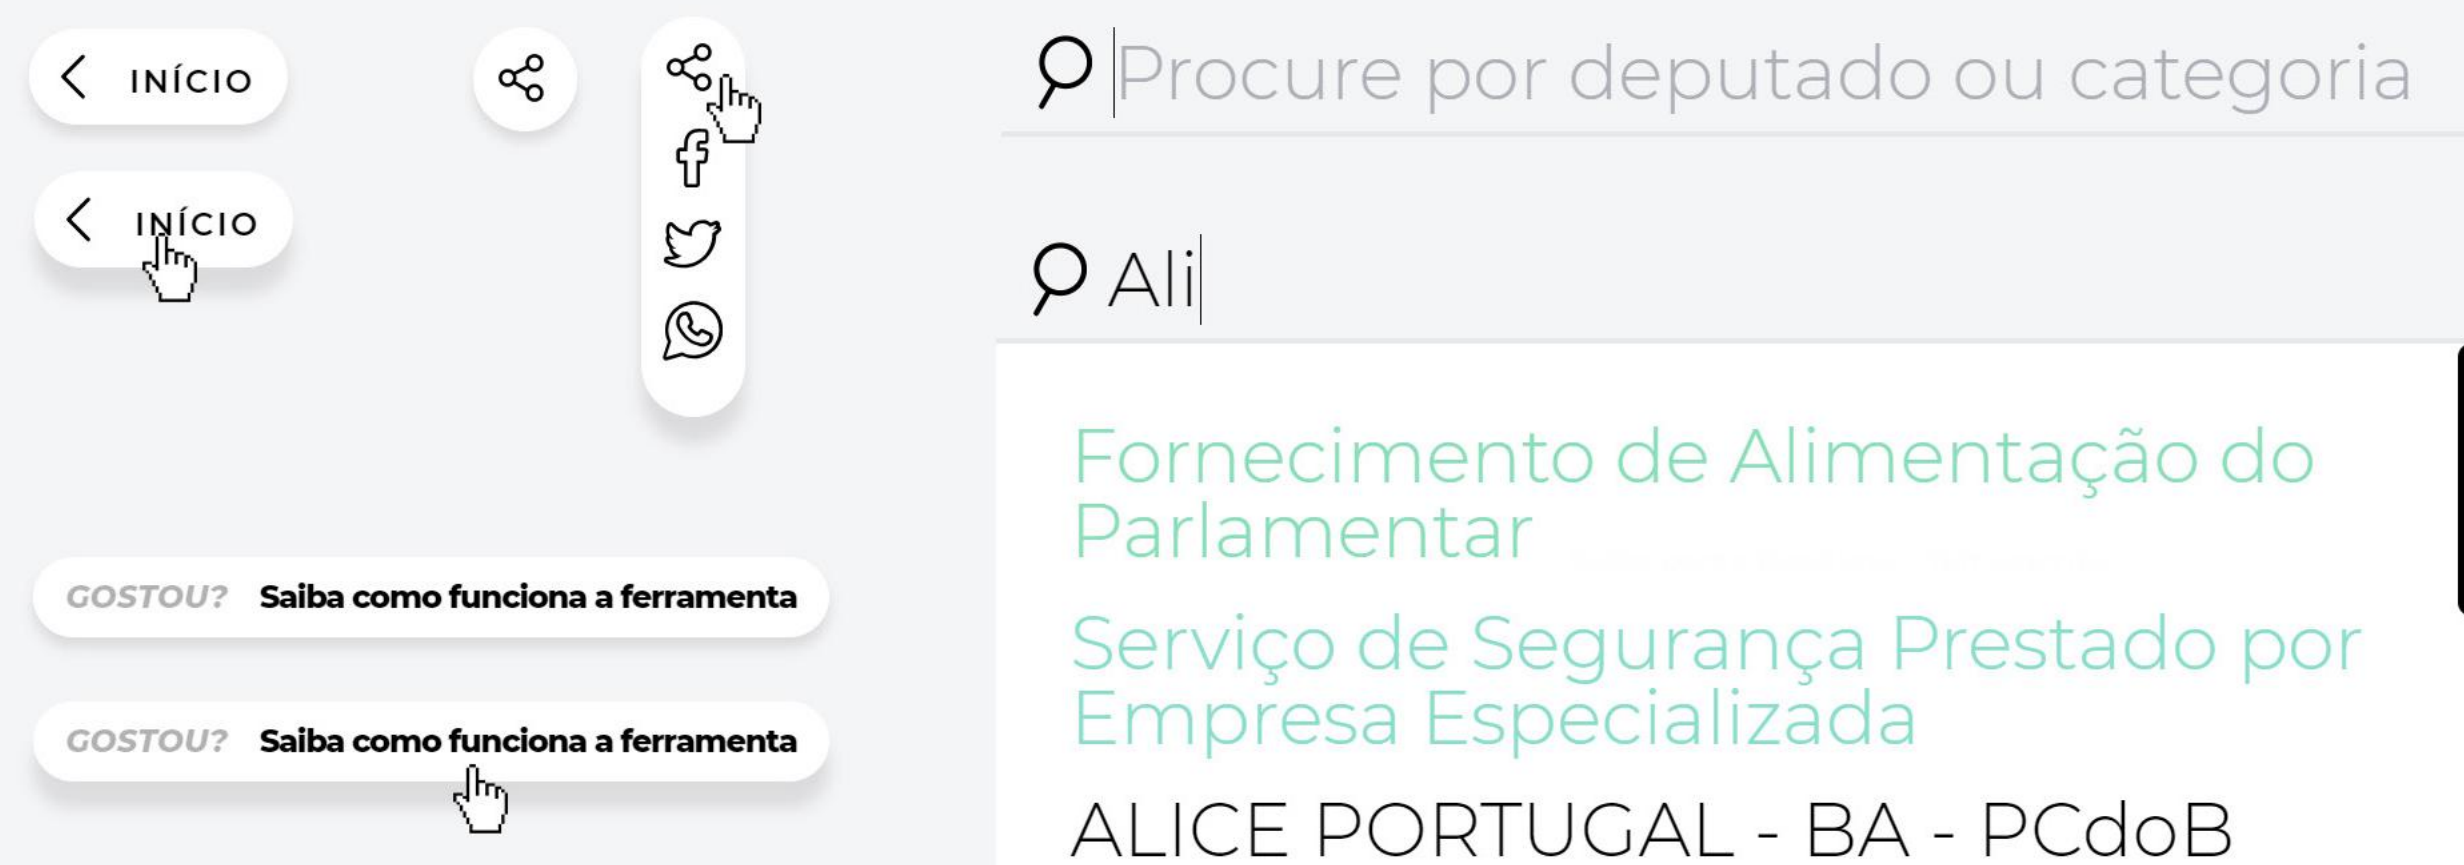 INÍCIO
INÍCIO
GOSTOU? Saiba como funciona a ferramenta
GOSTOU? Saiba como funciona a ferramenta
Procure por deputado ou categoria
Ali
Fornecimento de Alimentação do
Parlamentar
Serviço de Segurança Prestado por
Empresa Especializada
ALICE PORTUGAL - BA - PCdoB